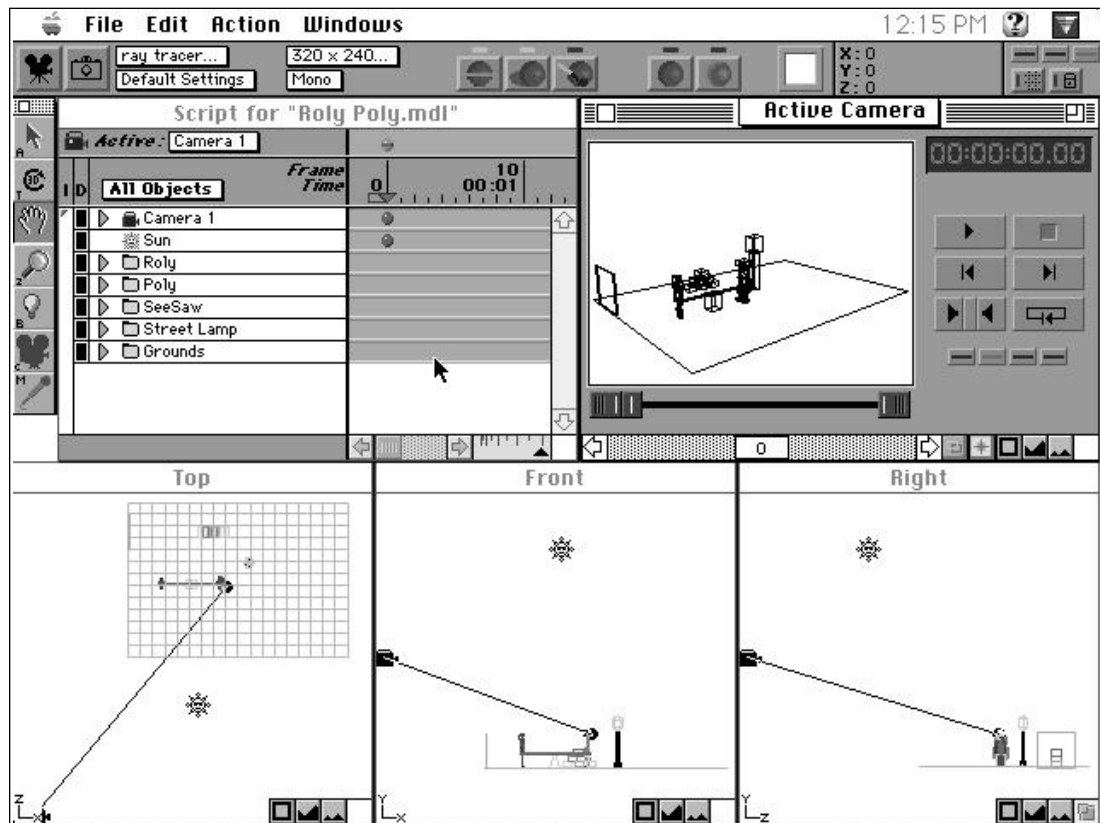 File Edit Action Windows 12:15 PM
ray tracer...
Default Settings
320 x 240...
Mono
X: 0
Y: 0
Z: 0
Script for "Roly Poly.mdl"
Active: Camera 1
I D All Objects
Frame 10
Time 0 00:01
Camera 1
Sun
Roly
Poly
SeeSaw
Street Lamp
Grounds
A
T
Z
B
C
M
Active Camera
00:00:00.00
0
Top
Z
X
Front
Y
X
Right
Y
Z